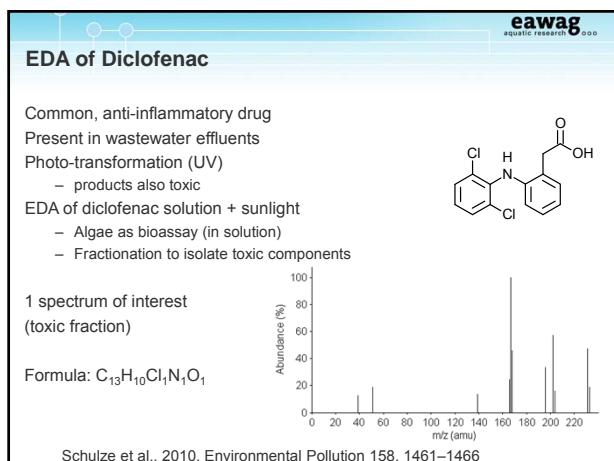 eawag
aquatic research
EDA of Diclofenac
Common, anti-inflammatory drug
Present in wastewater effluents
Photo-transformation (UV)
– products also toxic
EDA of diclofenac solution + sunlight
– Algae as bioassay (in solution)
– Fractionation to isolate toxic components
O
OH
Cl
H
N
Cl
1 spectrum of interest
(toxic fraction)
Formula: C₁₃H₁₀Cl₁N₁O₁
Abundance (%)
100
80
60
40
20
0
0 20 40 60 80 100 120 140 160 180 200 220
m/z (amu)
Schulze et al., 2010, Environmental Pollution 158, 1461–1466